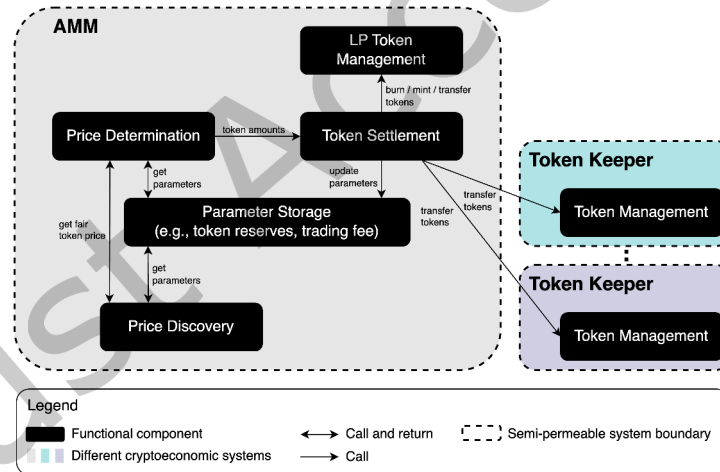 AMM
LP Token
Management
burn / mint / transfer
tokens
Price Determination
token amounts
Token Settlement
get
parameters
update
parameters
get fair
token price
Parameter Storage
(e.g., token reserves, trading fee)
transfer
tokens
transfer
tokens
get
parameters
Price Discovery
Token Keeper
Token Management
Token Keeper
Token Management
Legend
Functional component
Call and return
Semi-permeable system boundary
Different cryptoeconomic systems
Call